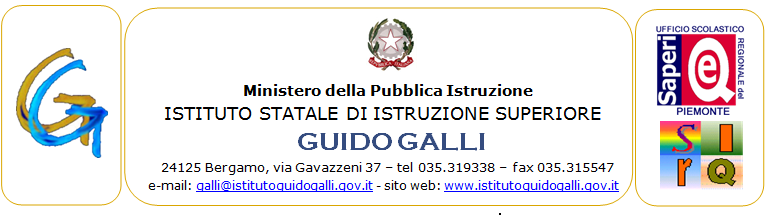 Ministero della Pubblica Istruzione
ISTITUTO STATALE DI ISTRUZIONE SUPERIORE
GUIDO GALLI
24125 Bergamo, via Gavazzeni 37 – tel 035.319338 – fax 035.315547
e-mail: galli@istitutoguidogalli.gov.it - sito web: www.istitutoguidogalli.gov.it
UFFICIO SCOLASTICO
REGIONALE del
PIEMONTE
Saperi
e
Q
S I
r Q